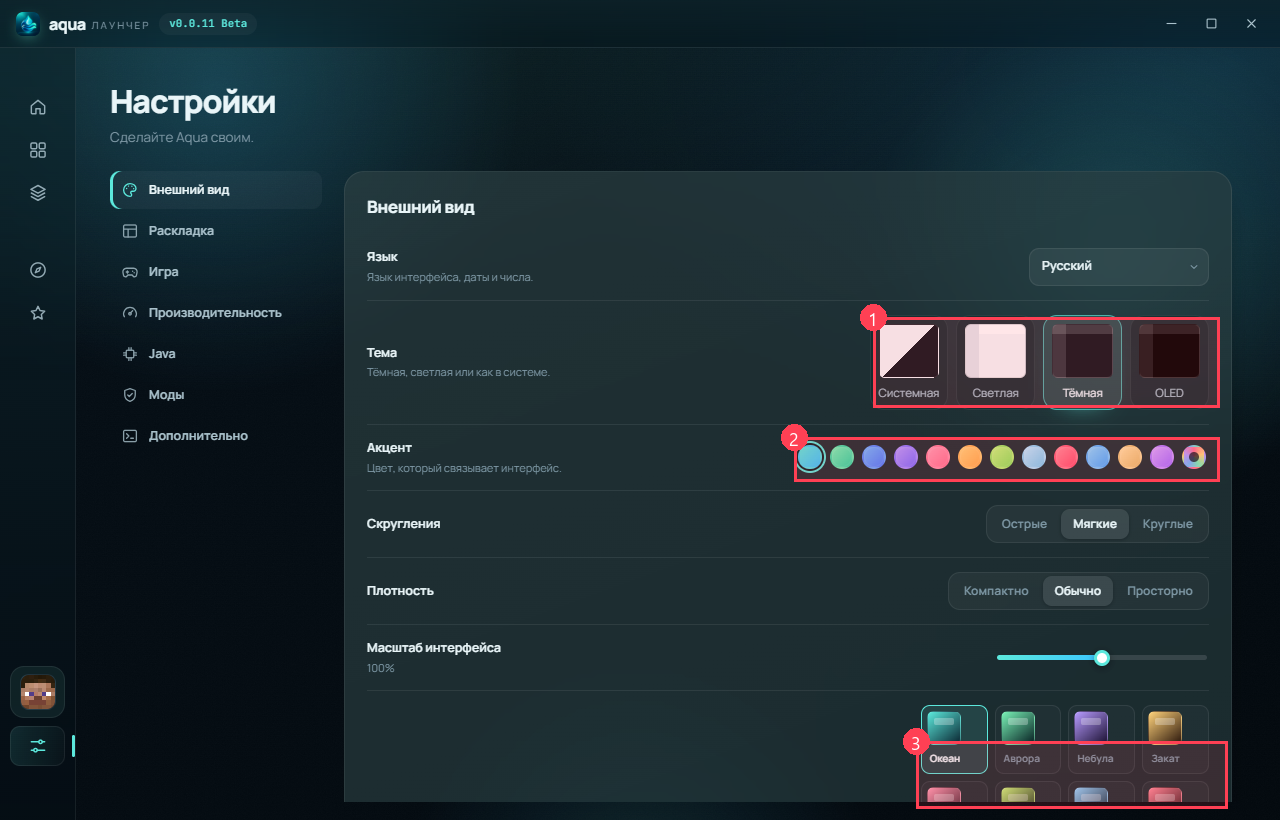 aqua ЛАУНЧЕР v0.0.11 Beta
Настройки
Сделайте Aqua своим.
Внешний вид
Раскладка
Игра
Производительность
Java
Моды
Дополнительно
Внешний вид
Язык
Язык интерфейса, даты и числа.
Русский
Тема
Тёмная, светлая или как в системе.
1
Системная Светлая Тёмная OLED
Акцент
Цвет, который связывает интерфейс.
2
Скругления
Острые Мягкие Круглые
Плотность
Компактно Обычно Просторно
Масштаб интерфейса
100%
3
Океан Аврора Небула Закат